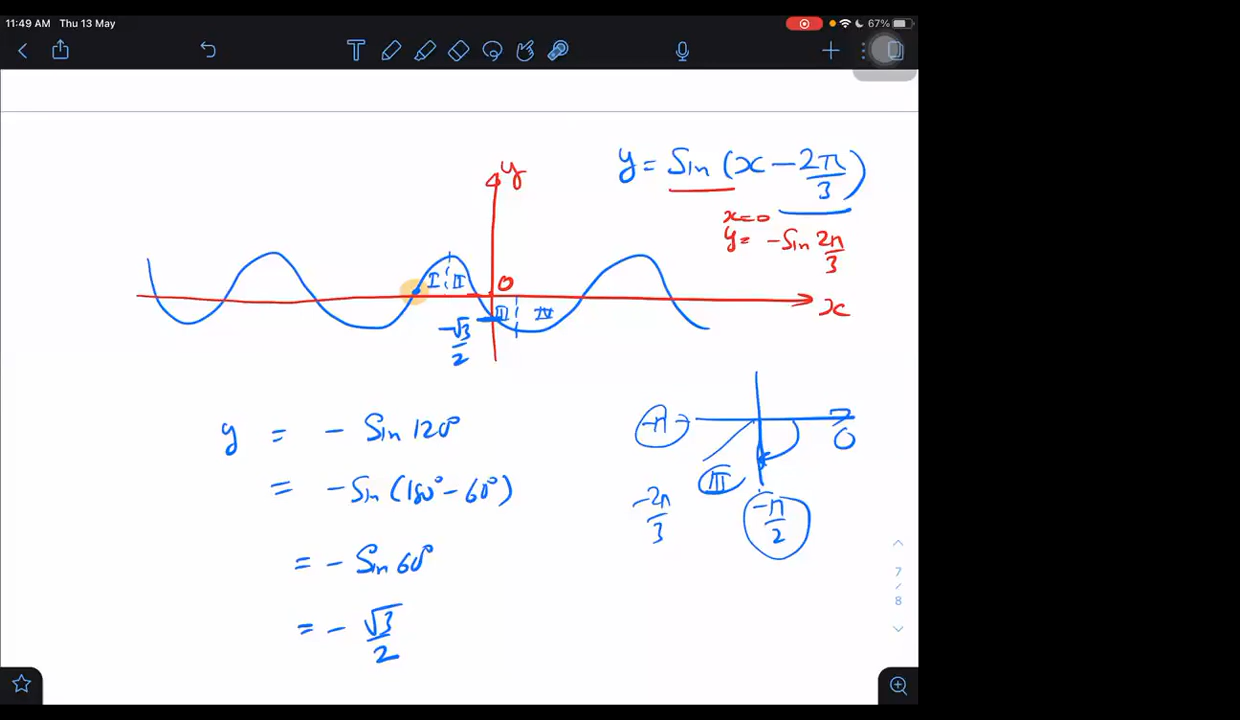 11:49 AM Thu 13 May
67%
T
y
y = Sin (x − 2π/3)
x=0
y = −Sin 2π/3
I II
0
III IV
x
−√3/2
y = − Sin 120°
= −Sin (180° − 60°)
= − Sin 60°
= − √3/2
−π
0
III
−2π/3
−π/2
7
/
8